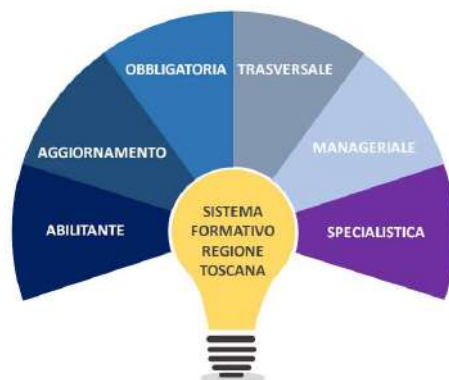 OBBLIGATORIA
TRASVERSALE
AGGIORNAMENTO
MANAGERIALE
ABILITANTE
SISTEMA
FORMATIVO
REGIONE
TOSCANA
SPECIALISTICA